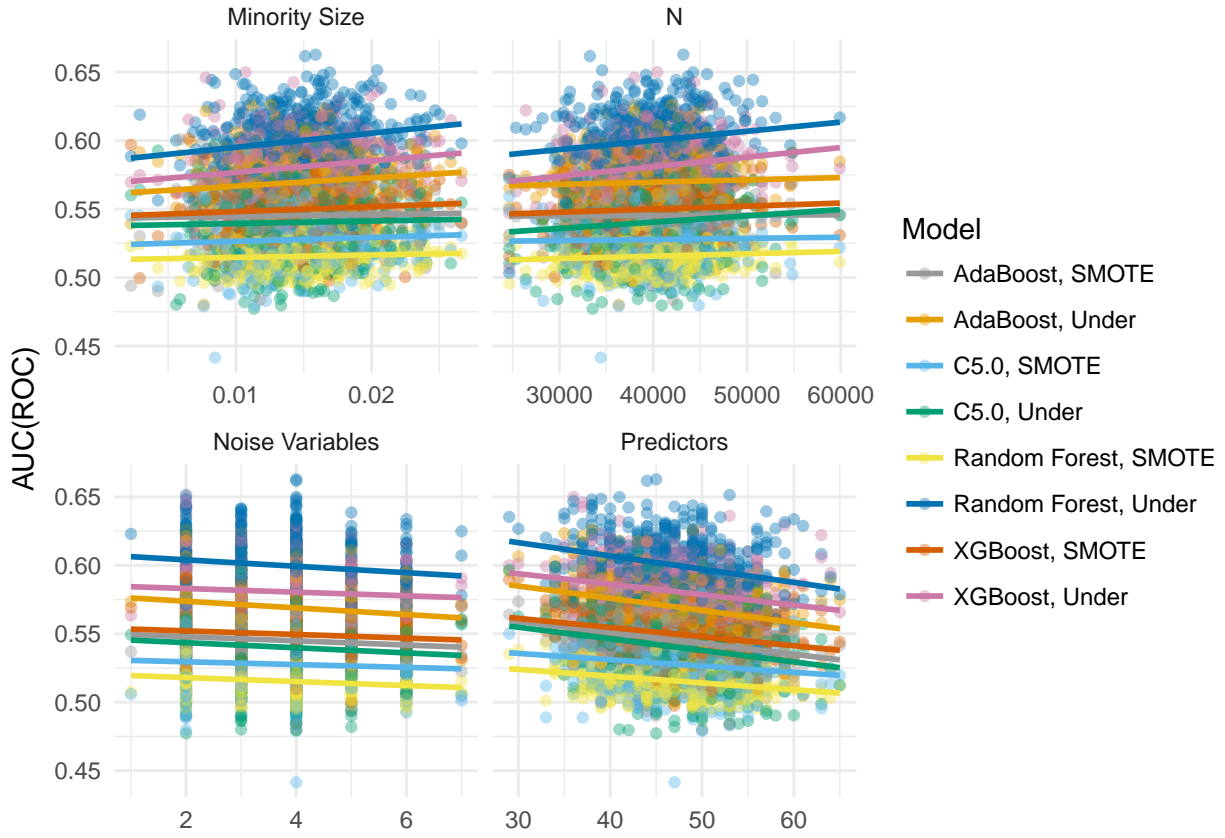 Minority Size
N
0.65
0.60
0.55
0.50
0.45
0.01
0.02
30000
40000
50000
60000
AUC(ROC)
Noise Variables
Predictors
0.65
0.60
0.55
0.50
0.45
2
4
6
30
40
50
60
Model
AdaBoost, SMOTE
AdaBoost, Under
C5.0, SMOTE
C5.0, Under
Random Forest, SMOTE
Random Forest, Under
XGBoost, SMOTE
XGBoost, Under